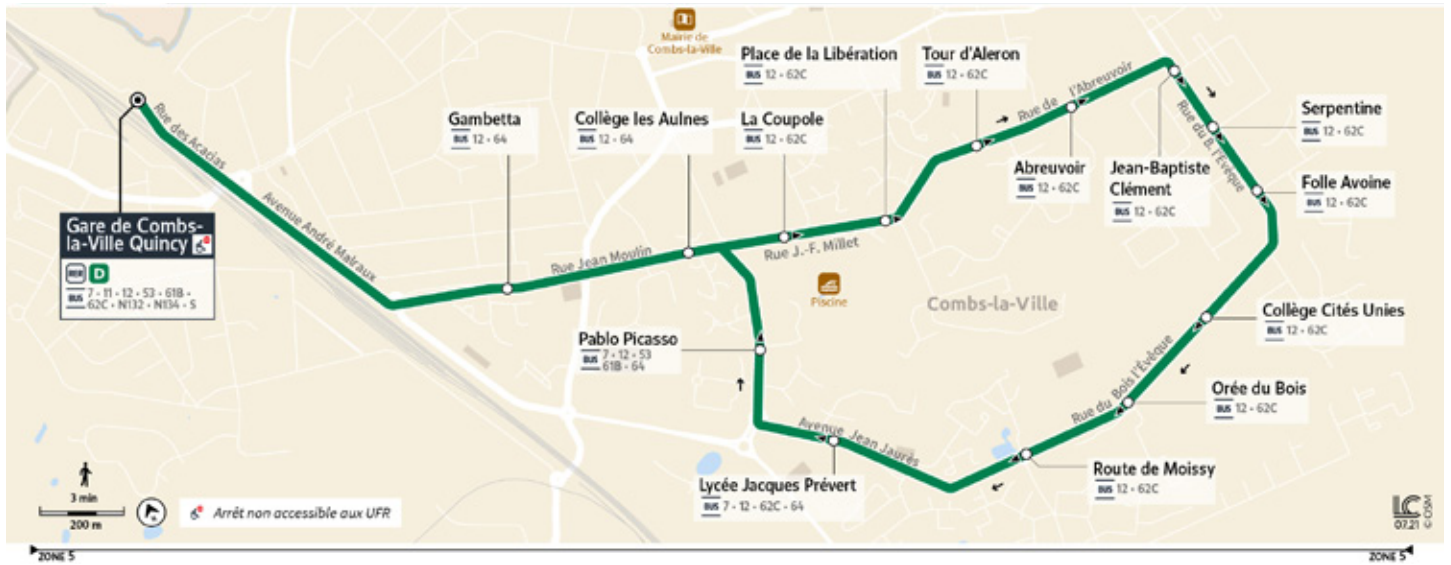 Mairie de
Combs-la-Ville
Place de la Libération
BUS 12 • 62C
Tour d'Aleron
BUS 12 • 62C
Rue de l'Abreuvoir
Rue des Acacias
Gambetta
BUS 12 • 64
Collège les Aulnes
BUS 12 • 64
La Coupole
BUS 12 • 62C
Abreuvoir
BUS 12 • 62C
Jean-Baptiste
Clément
BUS 12 • 62C
Rue du B. l'Évêque
Serpentine
BUS 12 • 62C
Folle Avoine
BUS 12 • 62C
Gare de Combs-
la-Ville Quincy
RER D
BUS 7 • 11 • 12 • 53 • 61B •
62C • N132 • N134 • S
Avenue André Malraux
Rue Jean Moulin
Rue J.-F. Millet
Piscine
Combs-la-Ville
Collège Cités Unies
BUS 12 • 62C
Pablo Picasso
BUS 7 • 12 • 53
61B • 64
Rue du Bois l'Évêque
Orée du Bois
BUS 12 • 62C
Avenue Jean Jaurès
Route de Moissy
BUS 12 • 62C
Lycée Jacques Prévert
BUS 7 • 12 • 62C • 64
3 min
200 m
Arrêt non accessible aux UFR
LC
07.21 © OSM
ZONE 5
ZONE 5